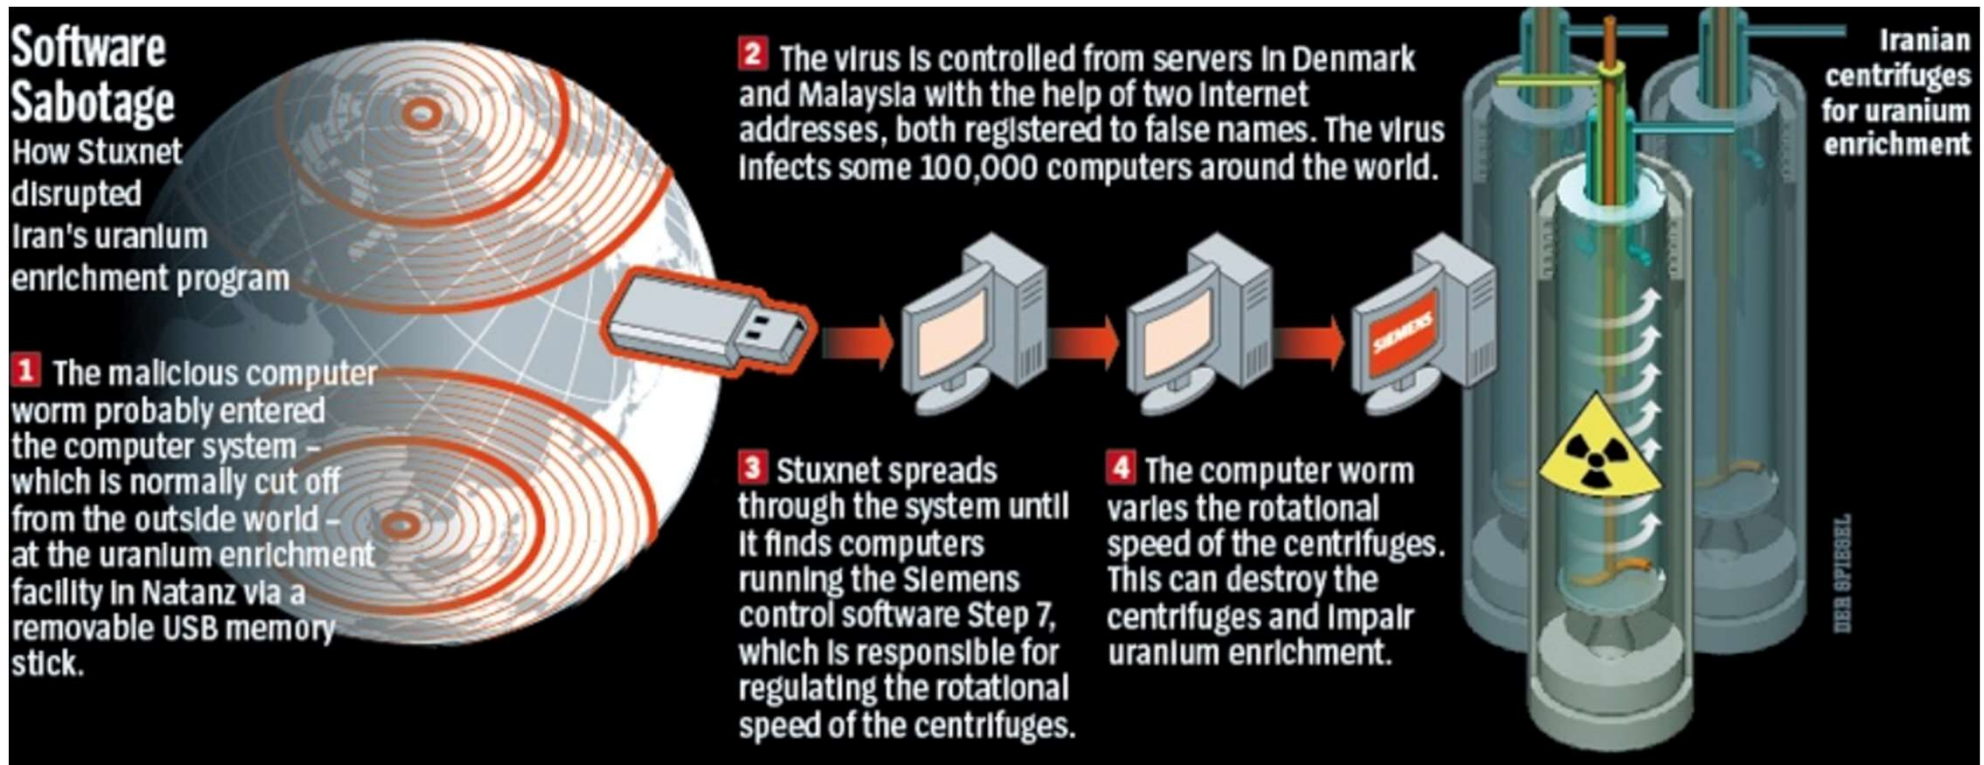 Software
Sabotage
How Stuxnet
disrupted
Iran's uranium
enrichment program
1 The malicious computer
worm probably entered
the computer system –
which is normally cut off
from the outside world –
at the uranium enrichment
facility in Natanz via a
removable USB memory
stick.
2 The virus is controlled from servers in Denmark
and Malaysia with the help of two Internet
addresses, both registered to false names. The virus
infects some 100,000 computers around the world.
SIEMENS
3 Stuxnet spreads
through the system until
it finds computers
running the Siemens
control software Step 7,
which is responsible for
regulating the rotational
speed of the centrifuges.
4 The computer worm
varies the rotational
speed of the centrifuges.
This can destroy the
centrifuges and impair
uranium enrichment.
Iranian
centrifuges
for uranium
enrichment
DER SPIEGEL